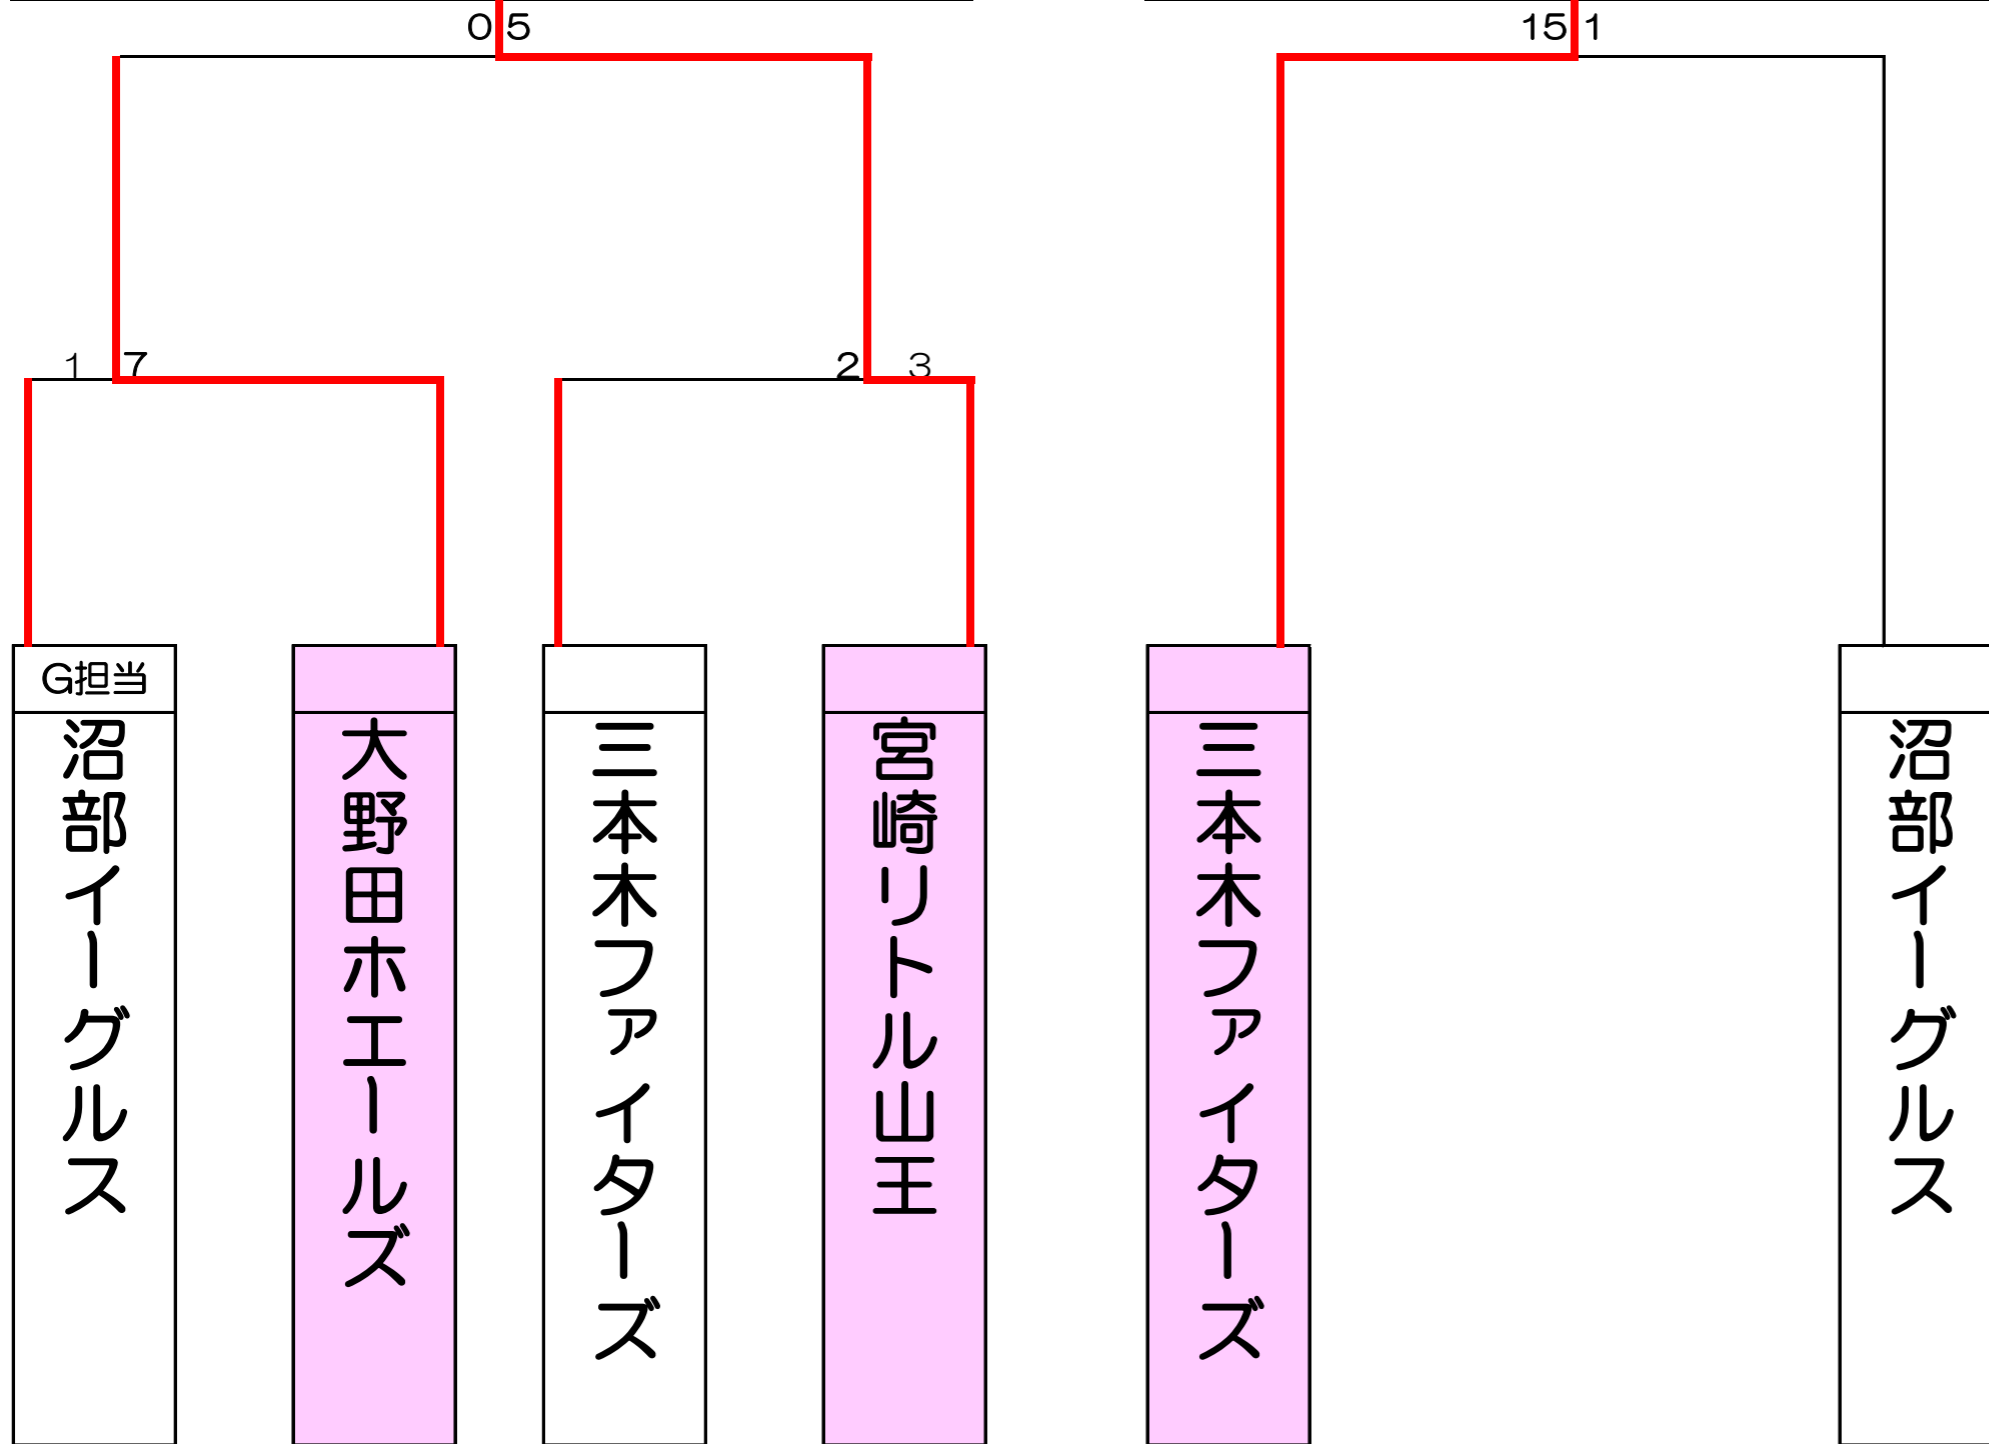 0 5
15 1
1 7
2 3
G担当
沼部イーグルス
大野田ホエールズ
三本木ファイターズ
宮崎リトル山王
三本木ファイターズ
沼部イーグルス